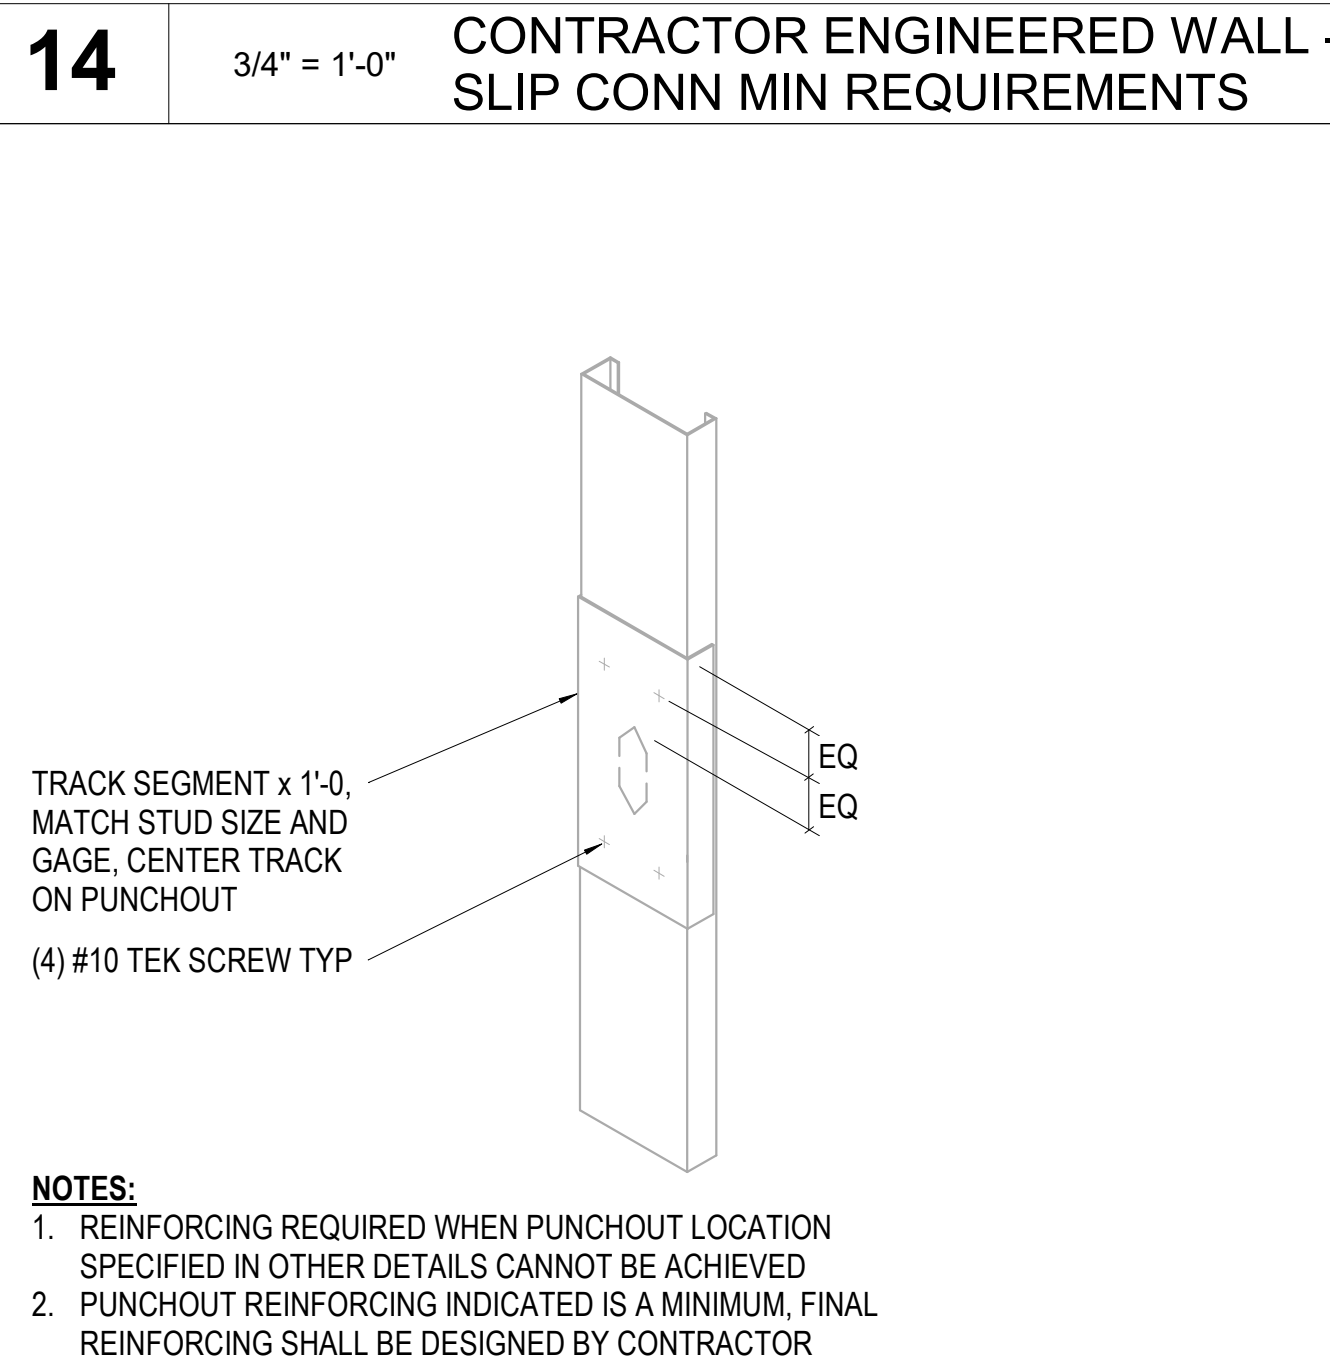 14
3/4" = 1'-0"
CONTRACTOR ENGINEERED WALL -
SLIP CONN MIN REQUIREMENTS
EQ
EQ
TRACK SEGMENT x 1'-0,
MATCH STUD SIZE AND
GAGE, CENTER TRACK
ON PUNCHOUT
(4) #10 TEK SCREW TYP
NOTES:
1. REINFORCING REQUIRED WHEN PUNCHOUT LOCATION
SPECIFIED IN OTHER DETAILS CANNOT BE ACHIEVED
2. PUNCHOUT REINFORCING INDICATED IS A MINIMUM, FINAL
REINFORCING SHALL BE DESIGNED BY CONTRACTOR